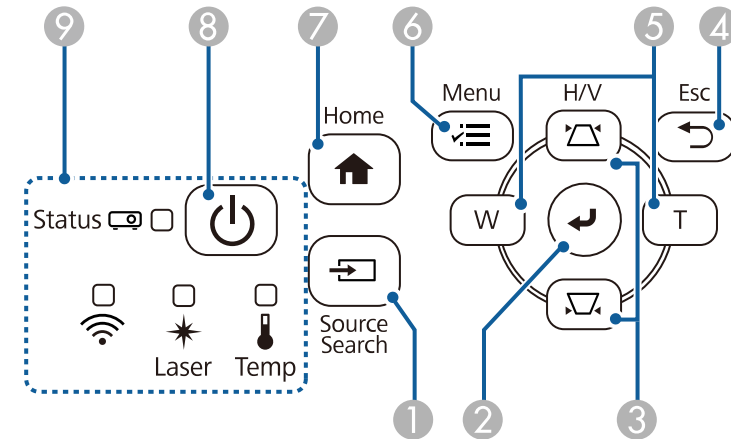 9 8 7 6 5 4
Menu H/V Esc
Home
W T
Status
Source
Search
Laser Temp
1 2 3